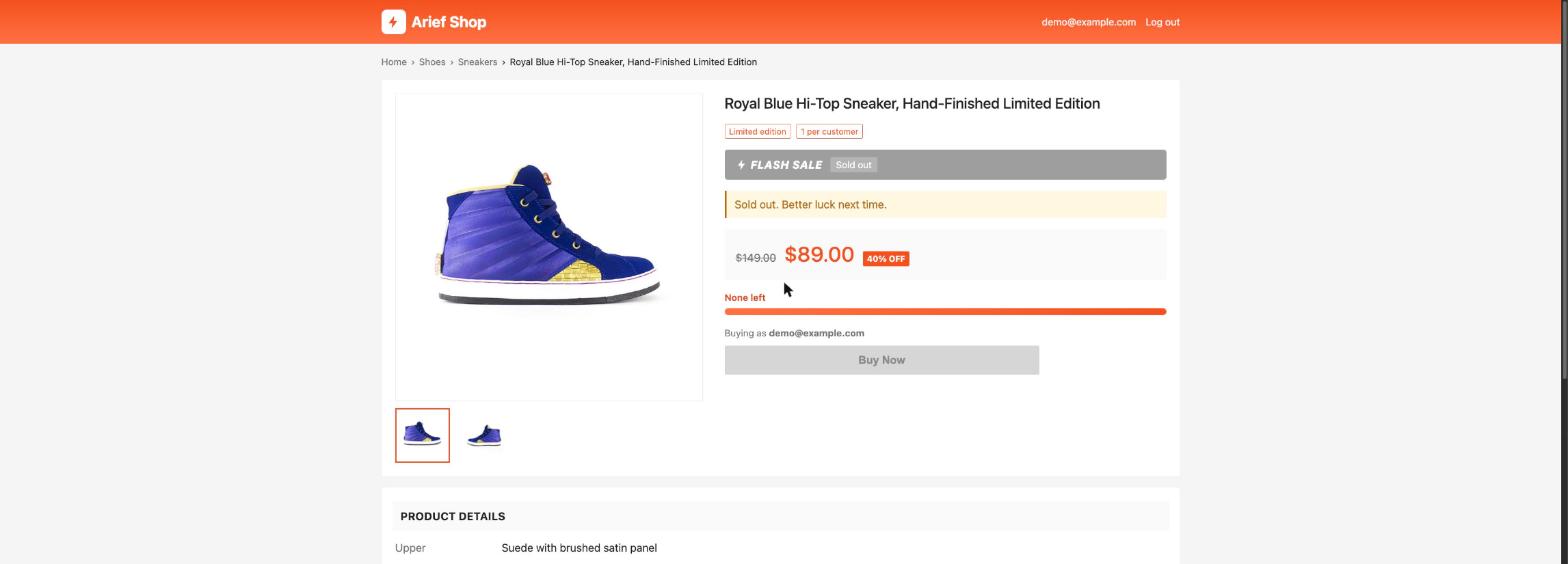 Arief Shop
demo@example.com Log out
Home › Shoes › Sneakers › Royal Blue Hi-Top Sneaker, Hand-Finished Limited Edition
Royal Blue Hi-Top Sneaker, Hand-Finished Limited Edition
Limited edition 1 per customer
FLASH SALE Sold out
Sold out. Better luck next time.
$149.00 $89.00 40% OFF
None left
Buying as demo@example.com
Buy Now
PRODUCT DETAILS
Upper Suede with brushed satin panel